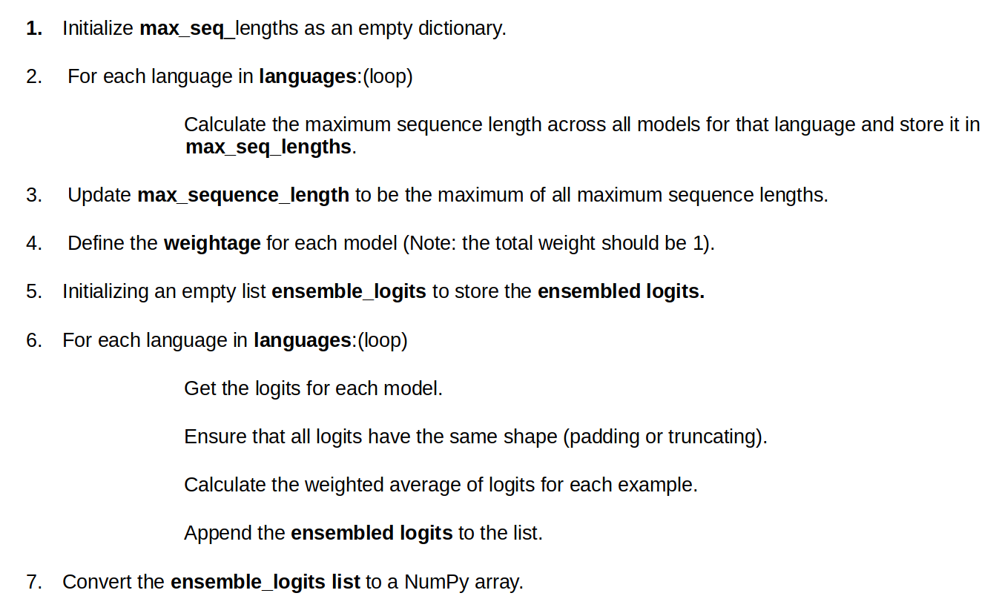 1. Initialize max_seq_lengths as an empty dictionary.
2. For each language in languages:(loop)
Calculate the maximum sequence length across all models for that language and store it in
max_seq_lengths.
3. Update max_sequence_length to be the maximum of all maximum sequence lengths.
4. Define the weightage for each model (Note: the total weight should be 1).
5. Initializing an empty list ensemble_logits to store the ensembled logits.
6. For each language in languages:(loop)
Get the logits for each model.
Ensure that all logits have the same shape (padding or truncating).
Calculate the weighted average of logits for each example.
Append the ensembled logits to the list.
7. Convert the ensemble_logits list to a NumPy array.